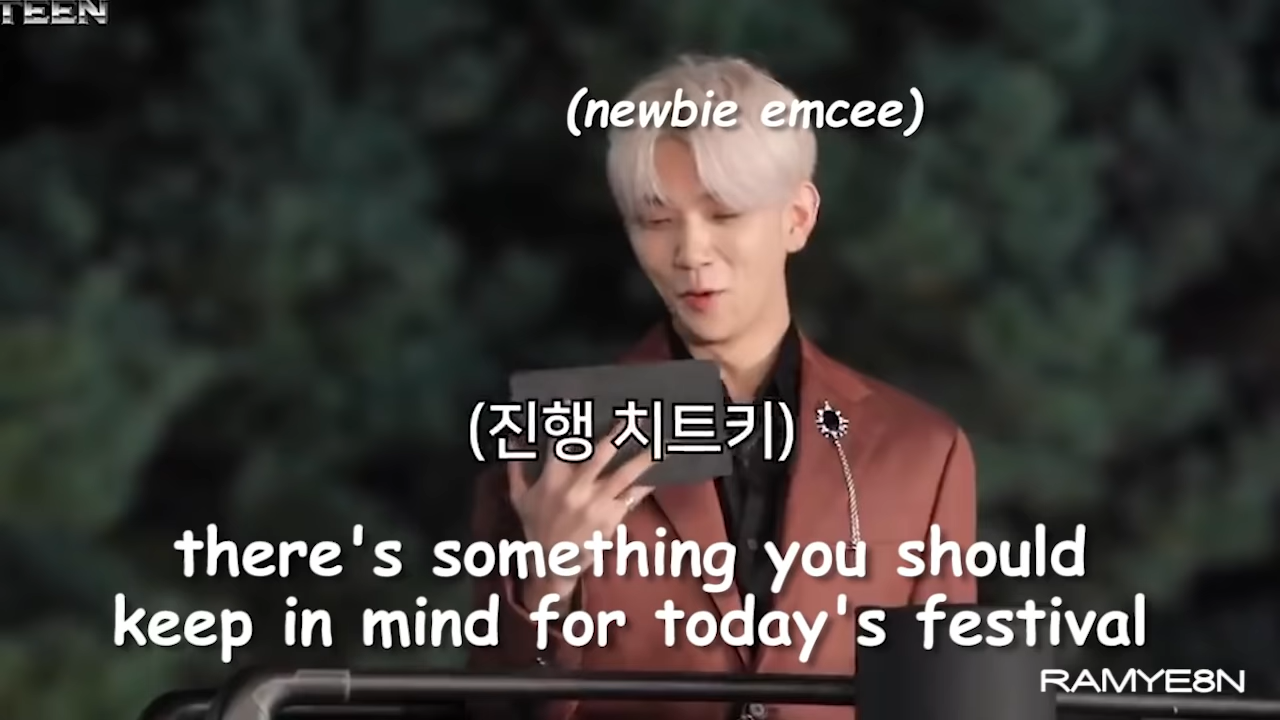 TEEN
(newbie emcee)
(진행 치트키)
there's something you should
keep in mind for today's festival
RAMYE8N